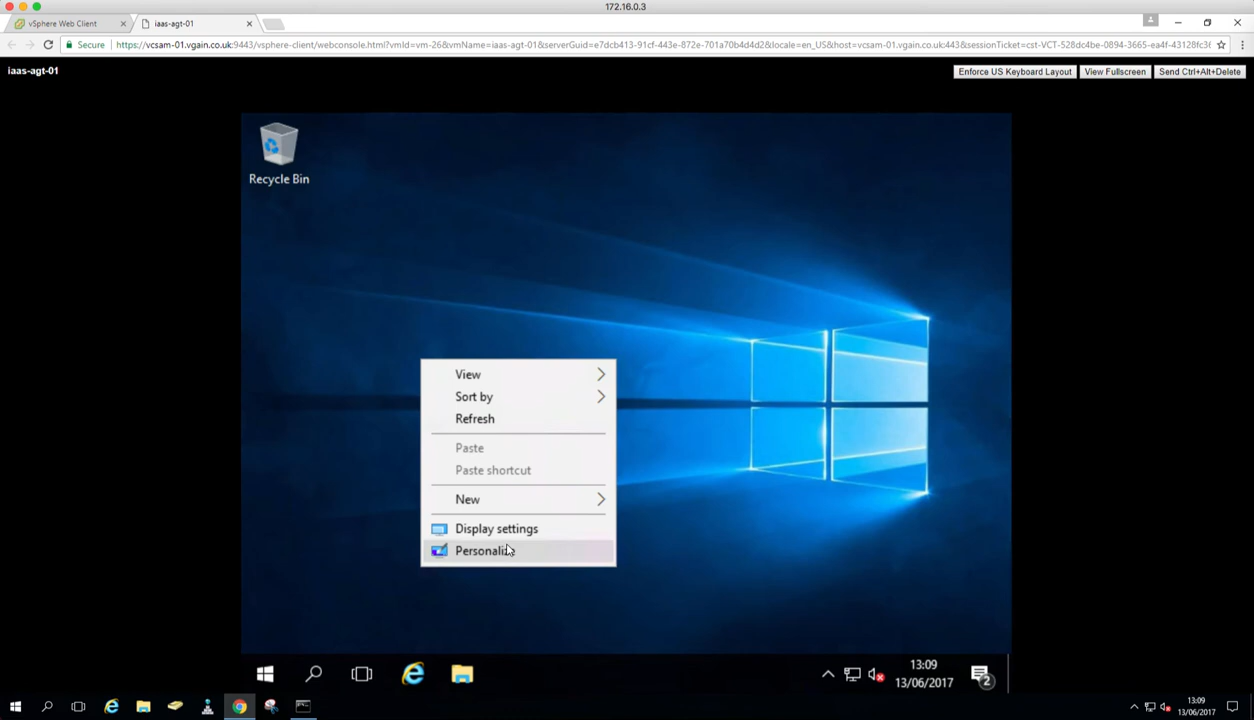 172.16.0.3
vSphere Web Client
iaas-agt-01
Secure
https://vcsam-01.vgain.co.uk:9443/vsphere-client/webconsole.html?vmId=vm-26&vmName=iaas-agt-01&serverGuid=e7dcb413-91cf-443e-872e-701a70b4d4d2&locale=en_US&host=vcsam-01.vgain.co.uk:443&sessionTicket=cst-VCT-528dc4be-0894-3665-ea4f-43128fc36
iaas-agt-01
Enforce US Keyboard Layout
View Fullscreen
Send Ctrl+Alt+Delete
Recycle Bin
View
Sort by
Refresh
Paste
Paste shortcut
New
Display settings
Personalize
13:09
13/06/2017
2
13:09
13/06/2017